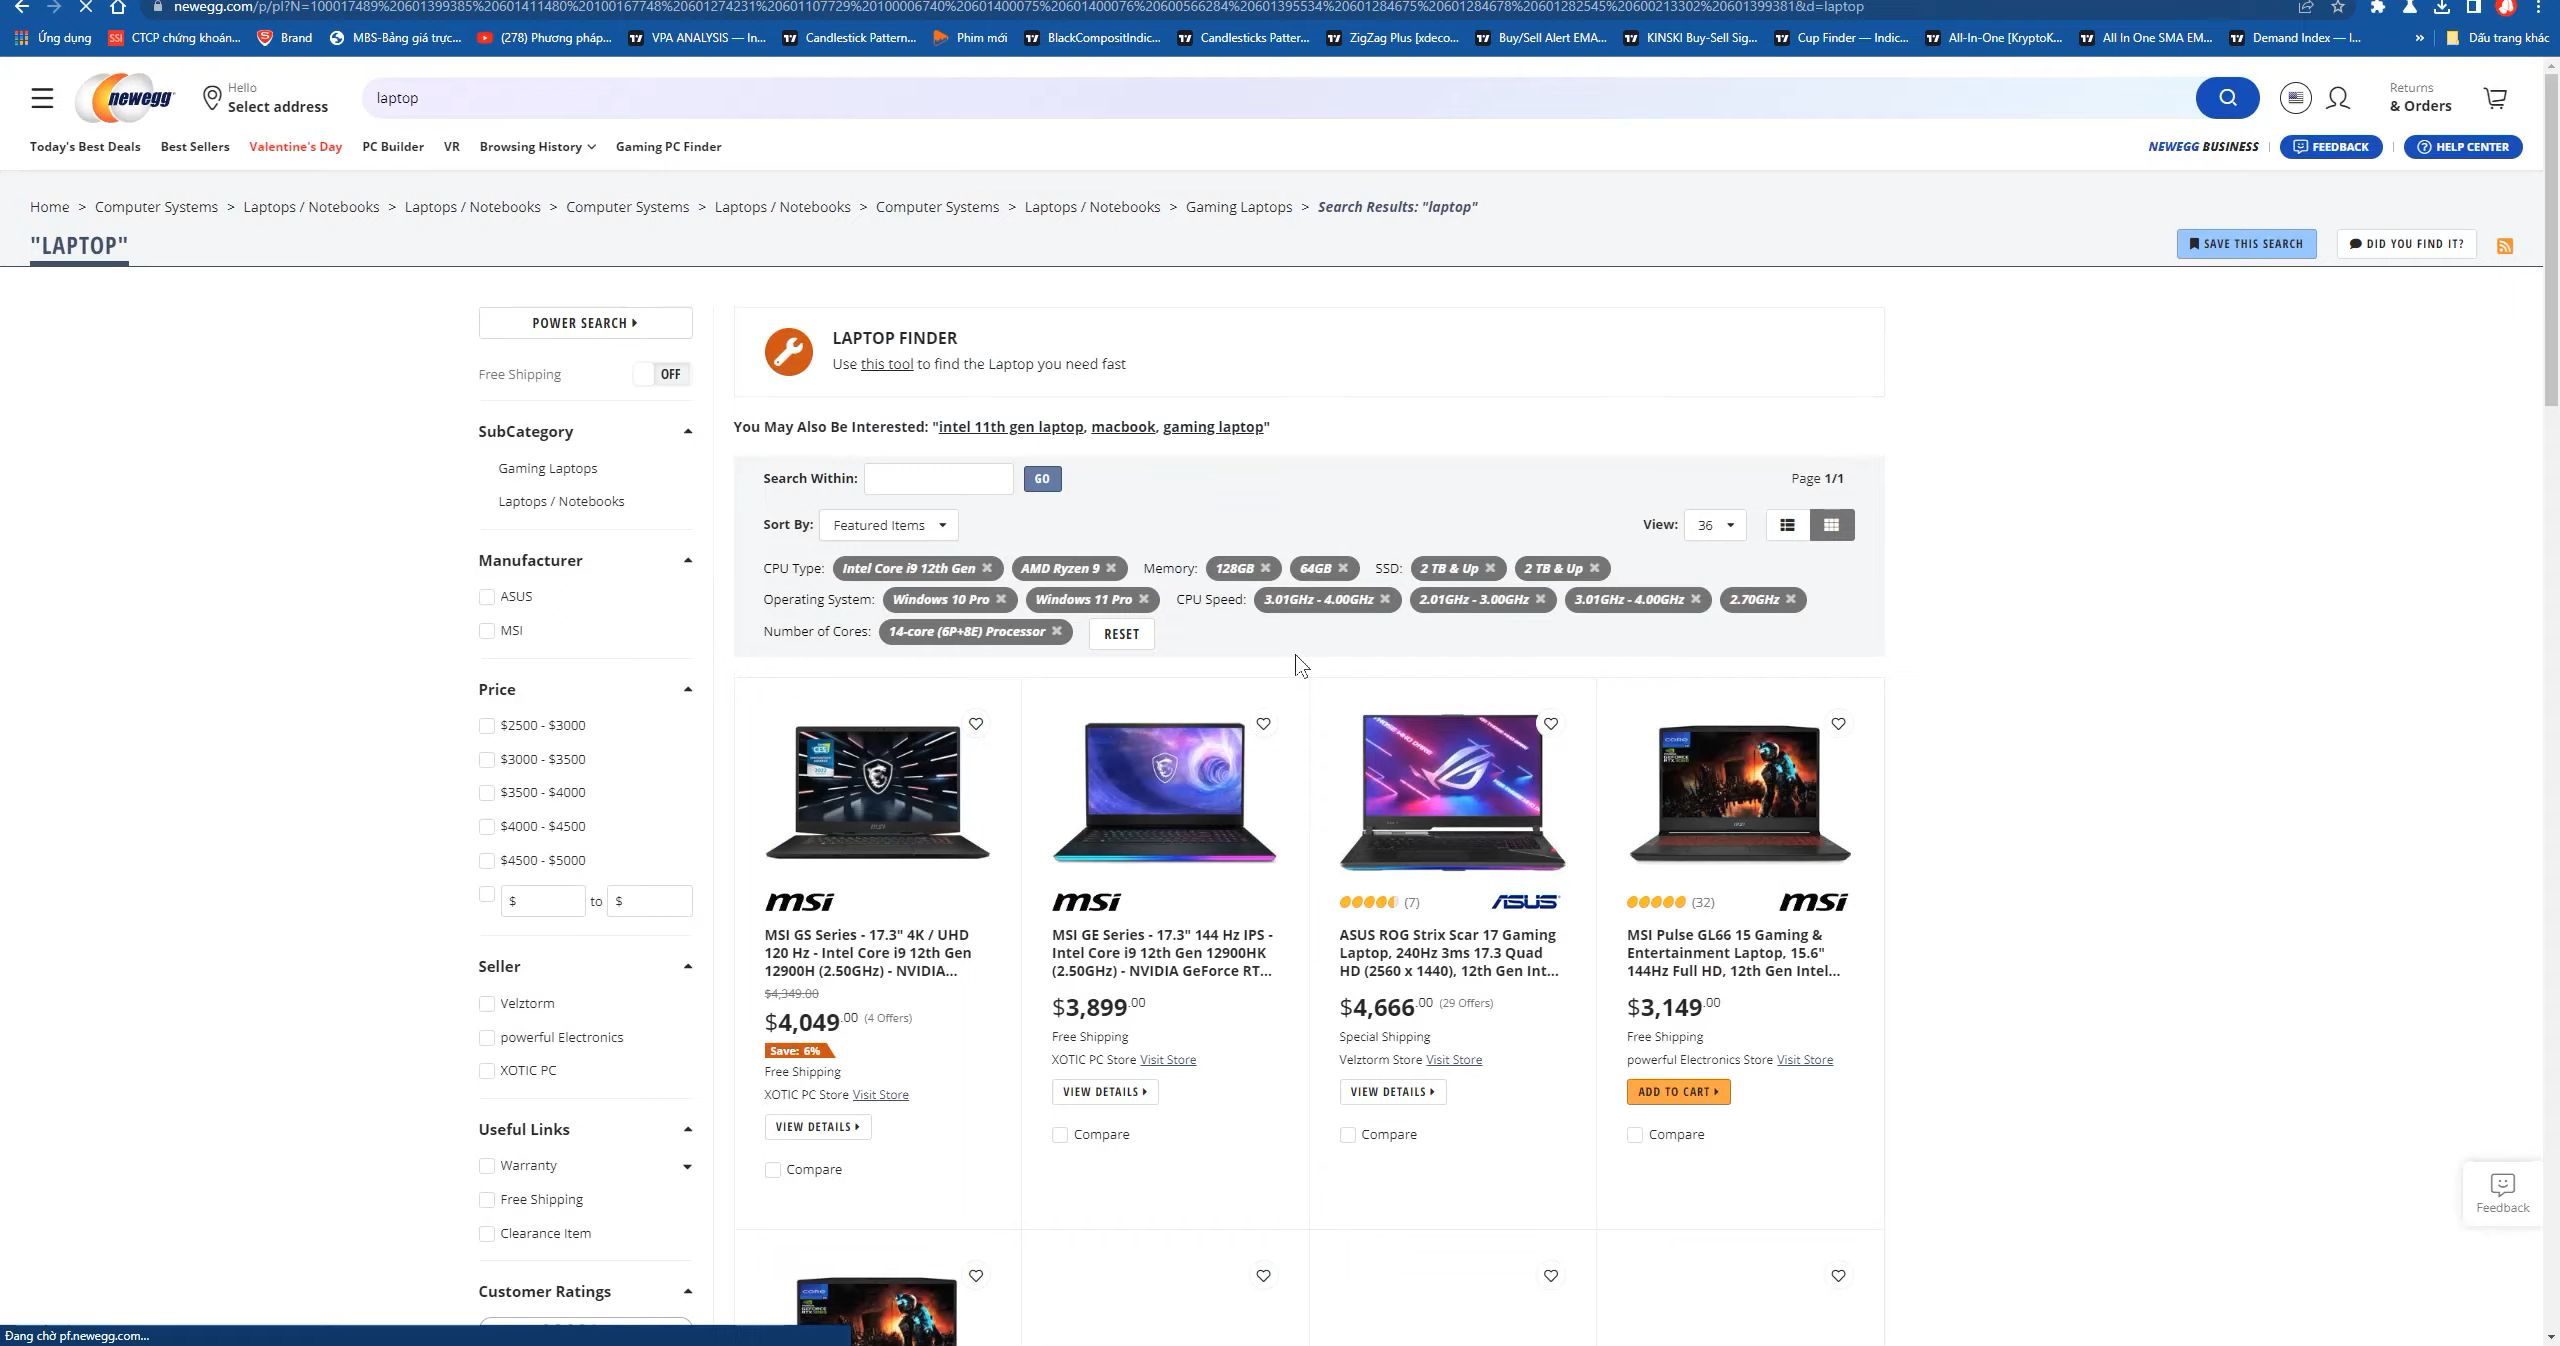 newegg.com/p/pl?N=100017489%20601399385%20601411480%20100167748%20601274231%20601107729%20100006740%20601400075%20601400076%20600566284%20601395534%20601284675%20601284678%20601282545%20600213302%20601399381&d=laptop
Ứng dụng
SSI CTCP chứng khoán...
Brand
MBS-Bảng giá trực...
(278) Phương pháp...
VPA ANALYSIS — In...
Candlestick Pattern...
Phim mới
BlackCompositIndic...
Candlesticks Patter...
ZigZag Plus [xdeco...
Buy/Sell Alert EMA...
KINSKI Buy-Sell Sig...
Cup Finder — Indic...
All-In-One [KryptoK...
All In One SMA EM...
Demand Index — I...
» Dấu trang khác
newegg
Hello
Select address
laptop
Returns
& Orders
Today's Best Deals Best Sellers Valentine's Day PC Builder VR Browsing History Gaming PC Finder
NEWEGG BUSINESS FEEDBACK HELP CENTER
Home > Computer Systems > Laptops / Notebooks > Laptops / Notebooks > Computer Systems > Laptops / Notebooks > Computer Systems > Laptops / Notebooks > Gaming Laptops > Search Results: "laptop"
"LAPTOP"
SAVE THIS SEARCH DID YOU FIND IT?
POWER SEARCH
Free Shipping OFF
SubCategory
Gaming Laptops
Laptops / Notebooks
Manufacturer
ASUS
MSI
Price
$2500 - $3000
$3000 - $3500
$3500 - $4000
$4000 - $4500
$4500 - $5000
$ to $
Seller
Velztorm
powerful Electronics
XOTIC PC
Useful Links
Warranty
Free Shipping
Clearance Item
Customer Ratings
LAPTOP FINDER
Use this tool to find the Laptop you need fast
You May Also Be Interested: "intel 11th gen laptop, macbook, gaming laptop"
Search Within: GO Page 1/1
Sort By: Featured Items View: 36
CPU Type: Intel Core i9 12th Gen AMD Ryzen 9 Memory: 128GB 64GB SSD: 2 TB & Up 2 TB & Up
Operating System: Windows 10 Pro Windows 11 Pro CPU Speed: 3.01GHz - 4.00GHz 2.01GHz - 3.00GHz 3.01GHz - 4.00GHz 2.70GHz
Number of Cores: 14-core (6P+8E) Processor RESET
msi
MSI GS Series - 17.3" 4K / UHD
120 Hz - Intel Core i9 12th Gen
12900H (2.50GHz) - NVIDIA...
$4,349.00
$4,049.00 (4 Offers)
Save: 6%
Free Shipping
XOTIC PC Store Visit Store
VIEW DETAILS
Compare
msi
MSI GE Series - 17.3" 144 Hz IPS -
Intel Core i9 12th Gen 12900HK
(2.50GHz) - NVIDIA GeForce RT...
$3,899.00
Free Shipping
XOTIC PC Store Visit Store
VIEW DETAILS
Compare
(7) ASUS
ASUS ROG Strix Scar 17 Gaming
Laptop, 240Hz 3ms 17.3 Quad
HD (2560 x 1440), 12th Gen Int...
$4,666.00 (29 Offers)
Special Shipping
Velztorm Store Visit Store
VIEW DETAILS
Compare
(32) msi
MSI Pulse GL66 15 Gaming &
Entertainment Laptop, 15.6"
144Hz Full HD, 12th Gen Intel...
$3,149.00
Free Shipping
powerful Electronics Store Visit Store
ADD TO CART
Compare
Feedback
Đang chờ pf.newegg.com...